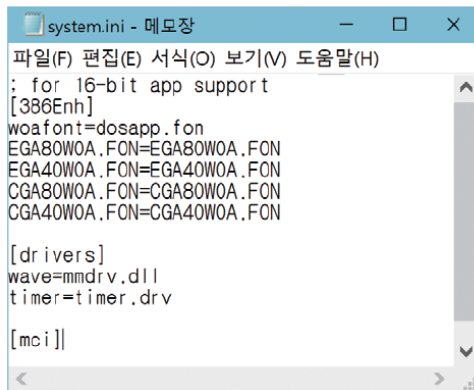 system.ini - 메모장
파일(F) 편집(E) 서식(O) 보기(V) 도움말(H)
; for 16-bit app support
[386Enh]
woafont=dosapp.fon
EGA80WOA.FON=EGA80WOA.FON
EGA40WOA.FON=EGA40WOA.FON
CGA80WOA.FON=CGA80WOA.FON
CGA40WOA.FON=CGA40WOA.FON
[drivers]
wave=mmdrv.dll
timer=timer.drv
[mci]